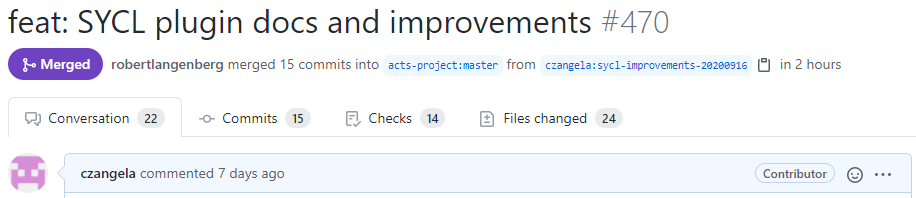 feat: SYCL plugin docs and improvements #470
Merged robertlangenberg merged 15 commits into acts-project:master from czangela:sycl-improvements-20200916 in 2 hours
Conversation 22 Commits 15 Checks 14 Files changed 24
czangela commented 7 days ago Contributor